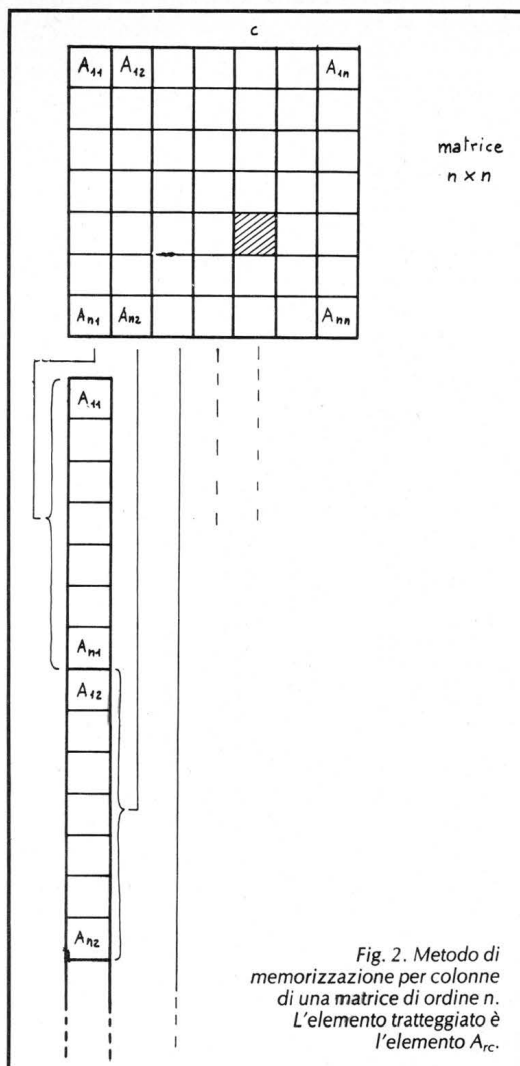 c
A₁₁ A₁₂ A₁ₙ
matrice
n × n
Aₙ₁ Aₙ₂ Aₙₙ
A₁₁
Aₙ₁
A₁₂
Aₙ₂
Fig. 2. Metodo di
memorizzazione per colonne
di una matrice di ordine n.
L'elemento tratteggiato è
l'elemento Aᵣ꜀.